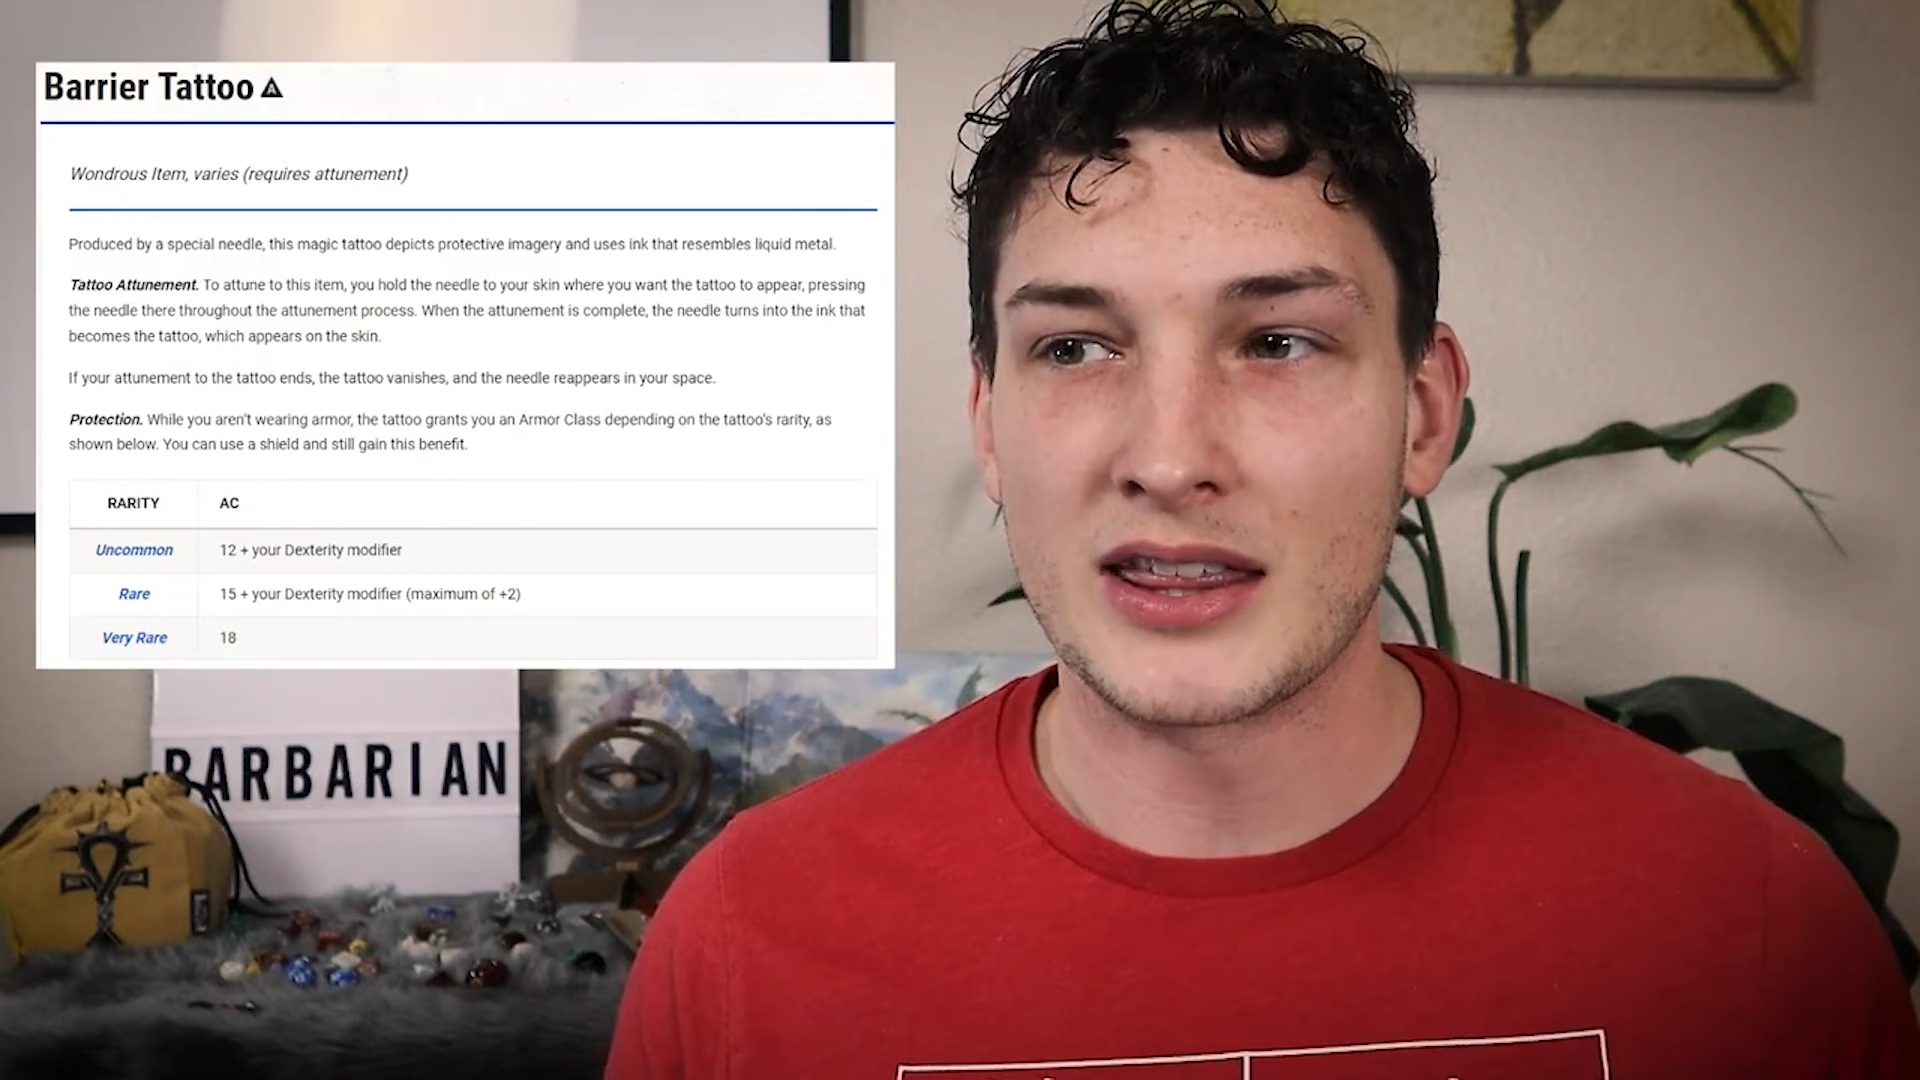 Barrier Tattoo
Wondrous Item, varies (requires attunement)
Produced by a special needle, this magic tattoo depicts protective imagery and uses ink that resembles liquid metal.
Tattoo Attunement. To attune to this item, you hold the needle to your skin where you want the tattoo to appear, pressing
the needle there throughout the attunement process. When the attunement is complete, the needle turns into the ink that
becomes the tattoo, which appears on the skin.
If your attunement to the tattoo ends, the tattoo vanishes, and the needle reappears in your space.
Protection. While you aren't wearing armor, the tattoo grants you an Armor Class depending on the tattoo's rarity, as
shown below. You can use a shield and still gain this benefit.
RARITY AC
Uncommon 12 + your Dexterity modifier
Rare 15 + your Dexterity modifier (maximum of +2)
Very Rare 18
BARBARIAN